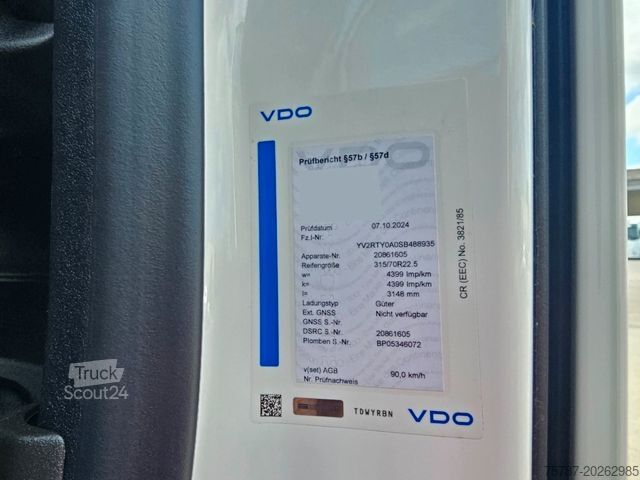 VDO
Prüfbericht §57b / §57d
Prüfdatum 07.10.2024
Fz.I-Nr: YV2RTY0A0SB488935
Apparate-Nr. 20861605
Reifengröße 315/70R22.5
w= 4399 Imp/km
k= 4399 Imp/km
l= 3148 mm
Ladungstyp Güter
Ext. GNSS Nicht verfügbar
GNSS S.-Nr.
DSRC S.-Nr. 20861605
Plomben S.-Nr. BP05346072
v(set) AGB 90,0 km/h
Nr. Prüfnachweis
CR (EEC) No. 3821/85
TDWYRBN VDO
Truck
Scout24
75787-20262985